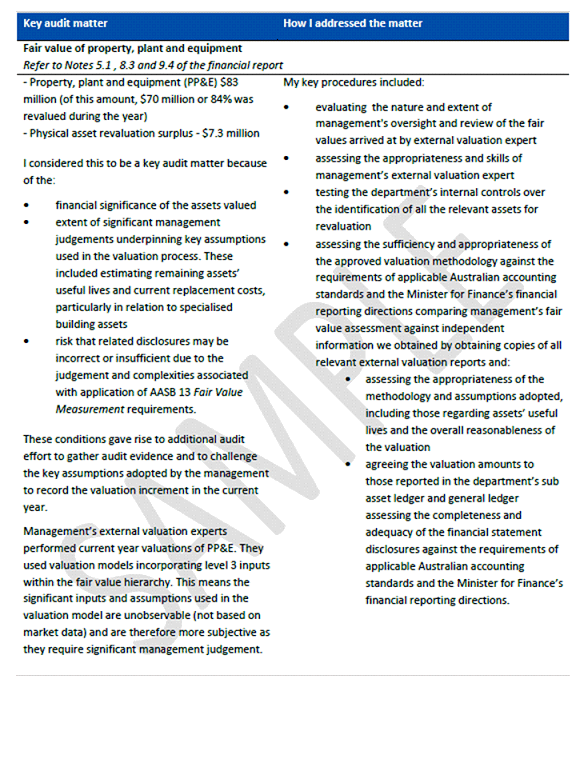 Key audit matter
How I addressed the matter
Fair value of property, plant and equipment
Refer to Notes 5.1 , 8.3 and 9.4 of the financial report
- Property, plant and equipment (PP&E) $83
million (of this amount, $70 million or 84% was
revalued during the year)
- Physical asset revaluation surplus - $7.3 million
I considered this to be a key audit matter because
of the:
• financial significance of the assets valued
• extent of significant management
judgements underpinning key assumptions
used in the valuation process. These
included estimating remaining assets'
useful lives and current replacement costs,
particularly in relation to specialised
building assets
• risk that related disclosures may be
incorrect or insufficient due to the
judgement and complexities associated
with application of AASB 13 Fair Value
Measurement requirements.
These conditions gave rise to additional audit
effort to gather audit evidence and to challenge
the key assumptions adopted by the management
to record the valuation increment in the current
year.
Management's external valuation experts
performed current year valuations of PP&E. They
used valuation models incorporating level 3 inputs
within the fair value hierarchy. This means the
significant inputs and assumptions used in the
valuation model are unobservable (not based on
market data) and are therefore more subjective as
they require significant management judgement.
My key procedures included:
• evaluating the nature and extent of
management's oversight and review of the fair
values arrived at by external valuation expert
• assessing the appropriateness and skills of
management's external valuation expert
• testing the department's internal controls over
the identification of all the relevant assets for
revaluation
• assessing the sufficiency and appropriateness of
the approved valuation methodology against the
requirements of applicable Australian accounting
standards and the Minister for Finance's financial
reporting directions comparing management's fair
value assessment against independent
information we obtained by obtaining copies of all
relevant external valuation reports and:
• assessing the appropriateness of the
methodology and assumptions adopted,
including those regarding assets' useful
lives and the overall reasonableness of
the valuation
• agreeing the valuation amounts to
those reported in the department's sub
asset ledger and general ledger
assessing the completeness and
adequacy of the financial statement
disclosures against the requirements of
applicable Australian accounting
standards and the Minister for Finance's
financial reporting directions.
SAMPLE